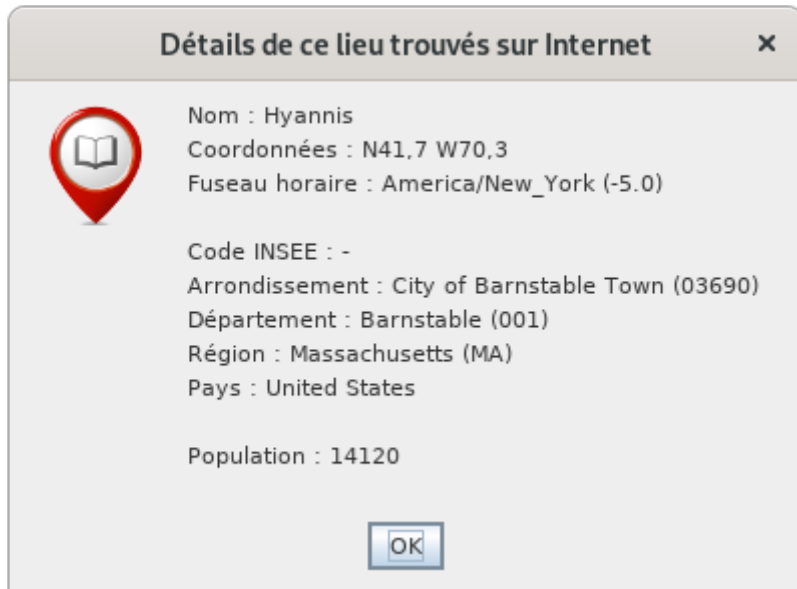 Détails de ce lieu trouvés sur Internet
Nom : Hyannis
Coordonnées : N41,7 W70,3
Fuseau horaire : America/New_York (-5.0)
Code INSEE : -
Arrondissement : City of Barnstable Town (03690)
Département : Barnstable (001)
Région : Massachusetts (MA)
Pays : United States
Population : 14120
OK